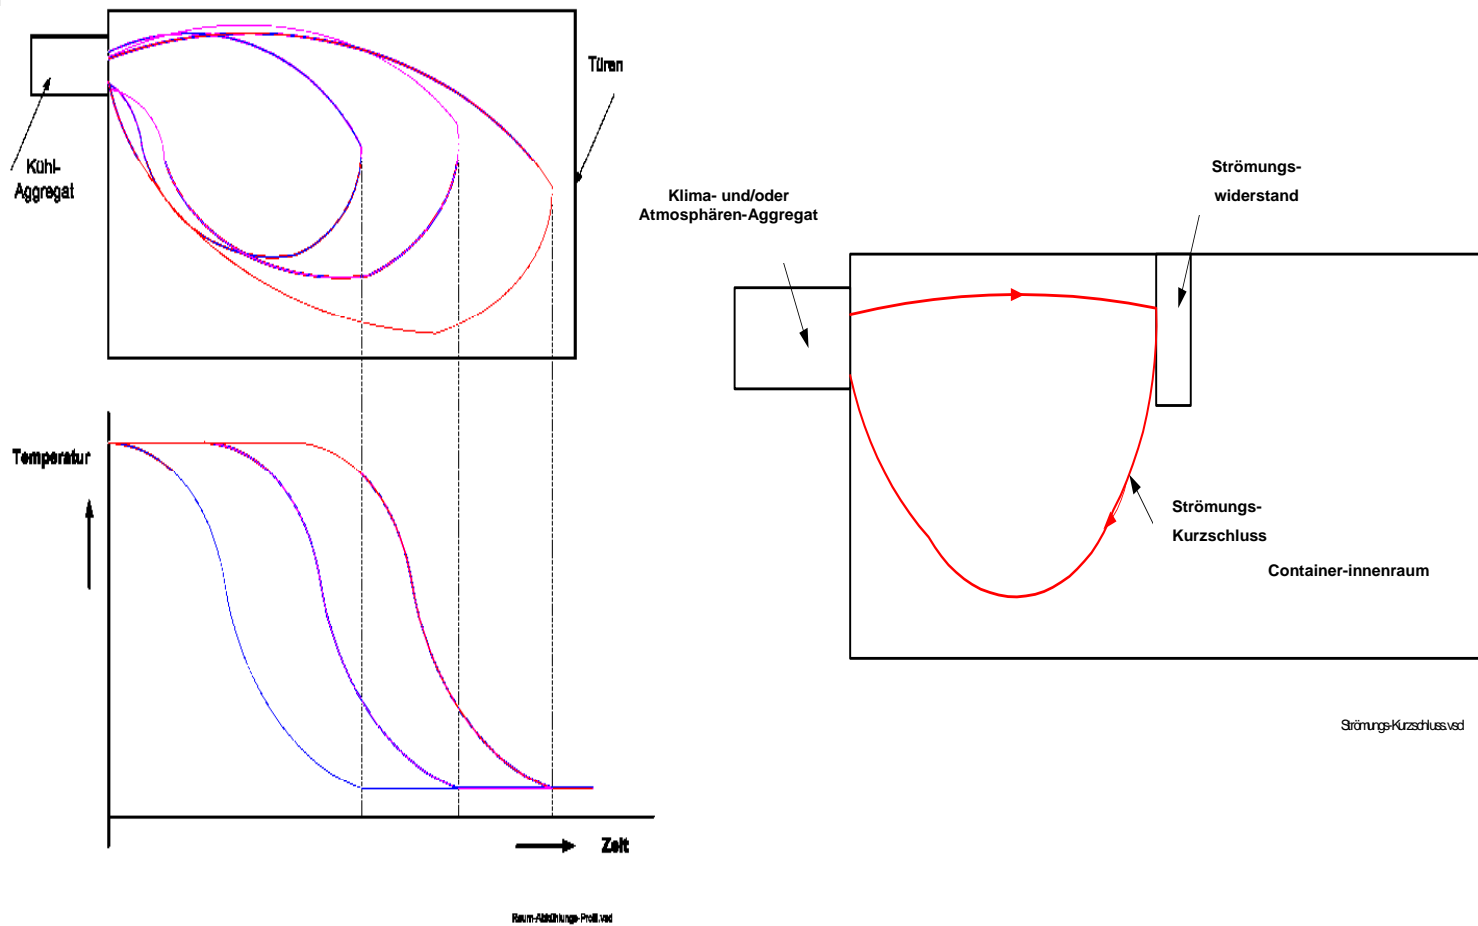 Türen
Kühl-
Aggregat
Temperatur
Zeit
Raum-Abkühlungs-Profil.vsd
Klima- und/oder
Atmosphären-Aggregat
Strömungs-
widerstand
Strömungs-
Kurzschluss
Container-innenraum
Strömungs-Kurzschluss.vsd